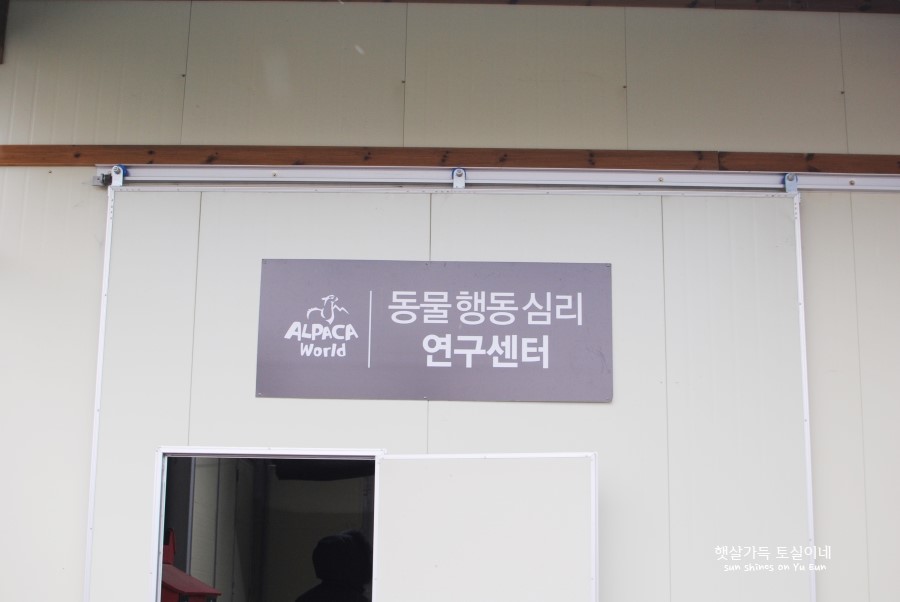 ALPACA
World
동물 행동 심리
연구센터
햇살가득 토실이네
sun shines on Yu Eun